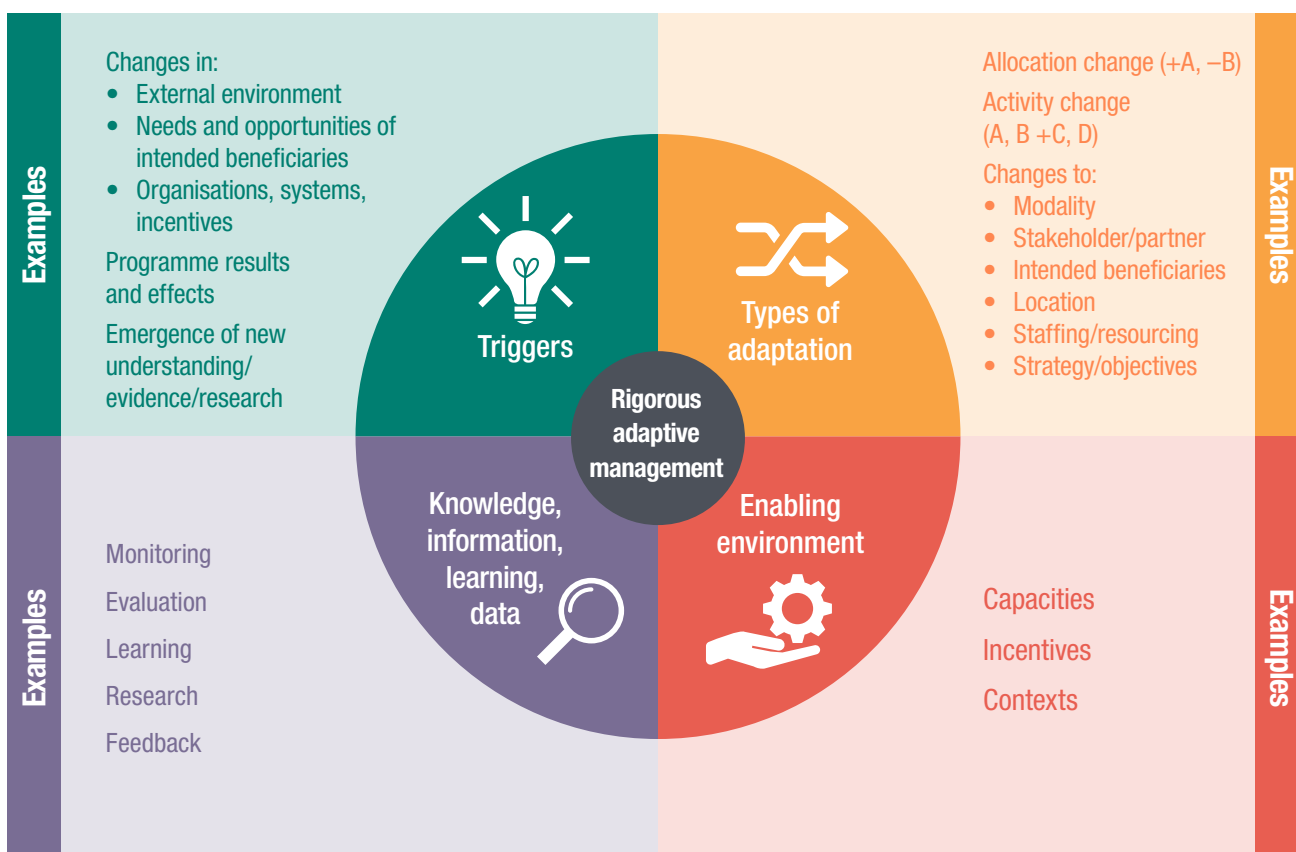 Examples
Changes in:
• External environment
• Needs and opportunities of
intended beneficiaries
• Organisations, systems,
incentives
Programme results
and effects
Emergence of new
understanding/
evidence/research
Triggers
Types of
adaptation
Allocation change (+A, –B)
Activity change
(A, B +C, D)
Changes to:
• Modality
• Stakeholder/partner
• Intended beneficiaries
• Location
• Staffing/resourcing
• Strategy/objectives
Examples
Rigorous
adaptive
management
Examples
Monitoring
Evaluation
Learning
Research
Feedback
Knowledge,
information,
learning,
data
Enabling
environment
Capacities
Incentives
Contexts
Examples